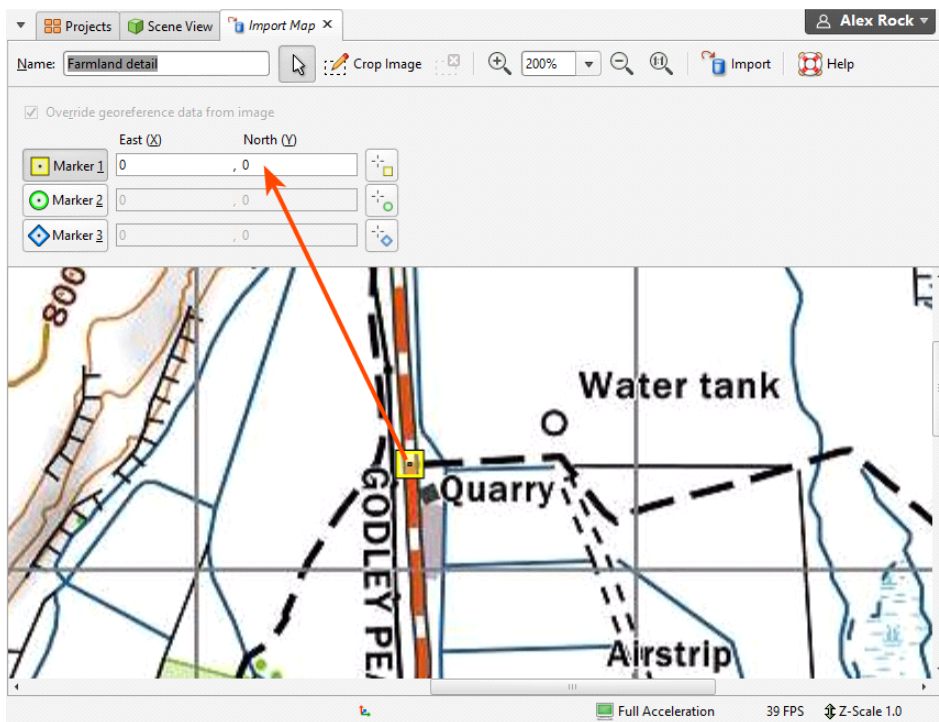 Projects Scene View Import Map × Alex Rock
Name: Farmland detail Crop Image 200% 1:1 Import Help
Override georeference data from image
East (X) North (Y)
Marker 1 0 , 0
Marker 2 0 , 0
Marker 3 0 , 0
800
Water tank
Quarry
GODLEY PE
Airstrip
Full Acceleration 39 FPS Z-Scale 1.0